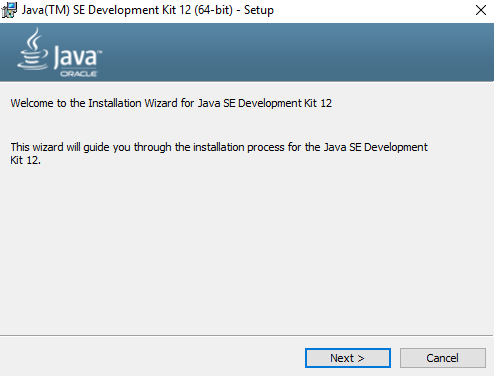 Java(TM) SE Development Kit 12 (64-bit) - Setup
Java™
ORACLE
Welcome to the Installation Wizard for Java SE Development Kit 12
This wizard will guide you through the installation process for the Java SE Development
Kit 12.
Next >
Cancel